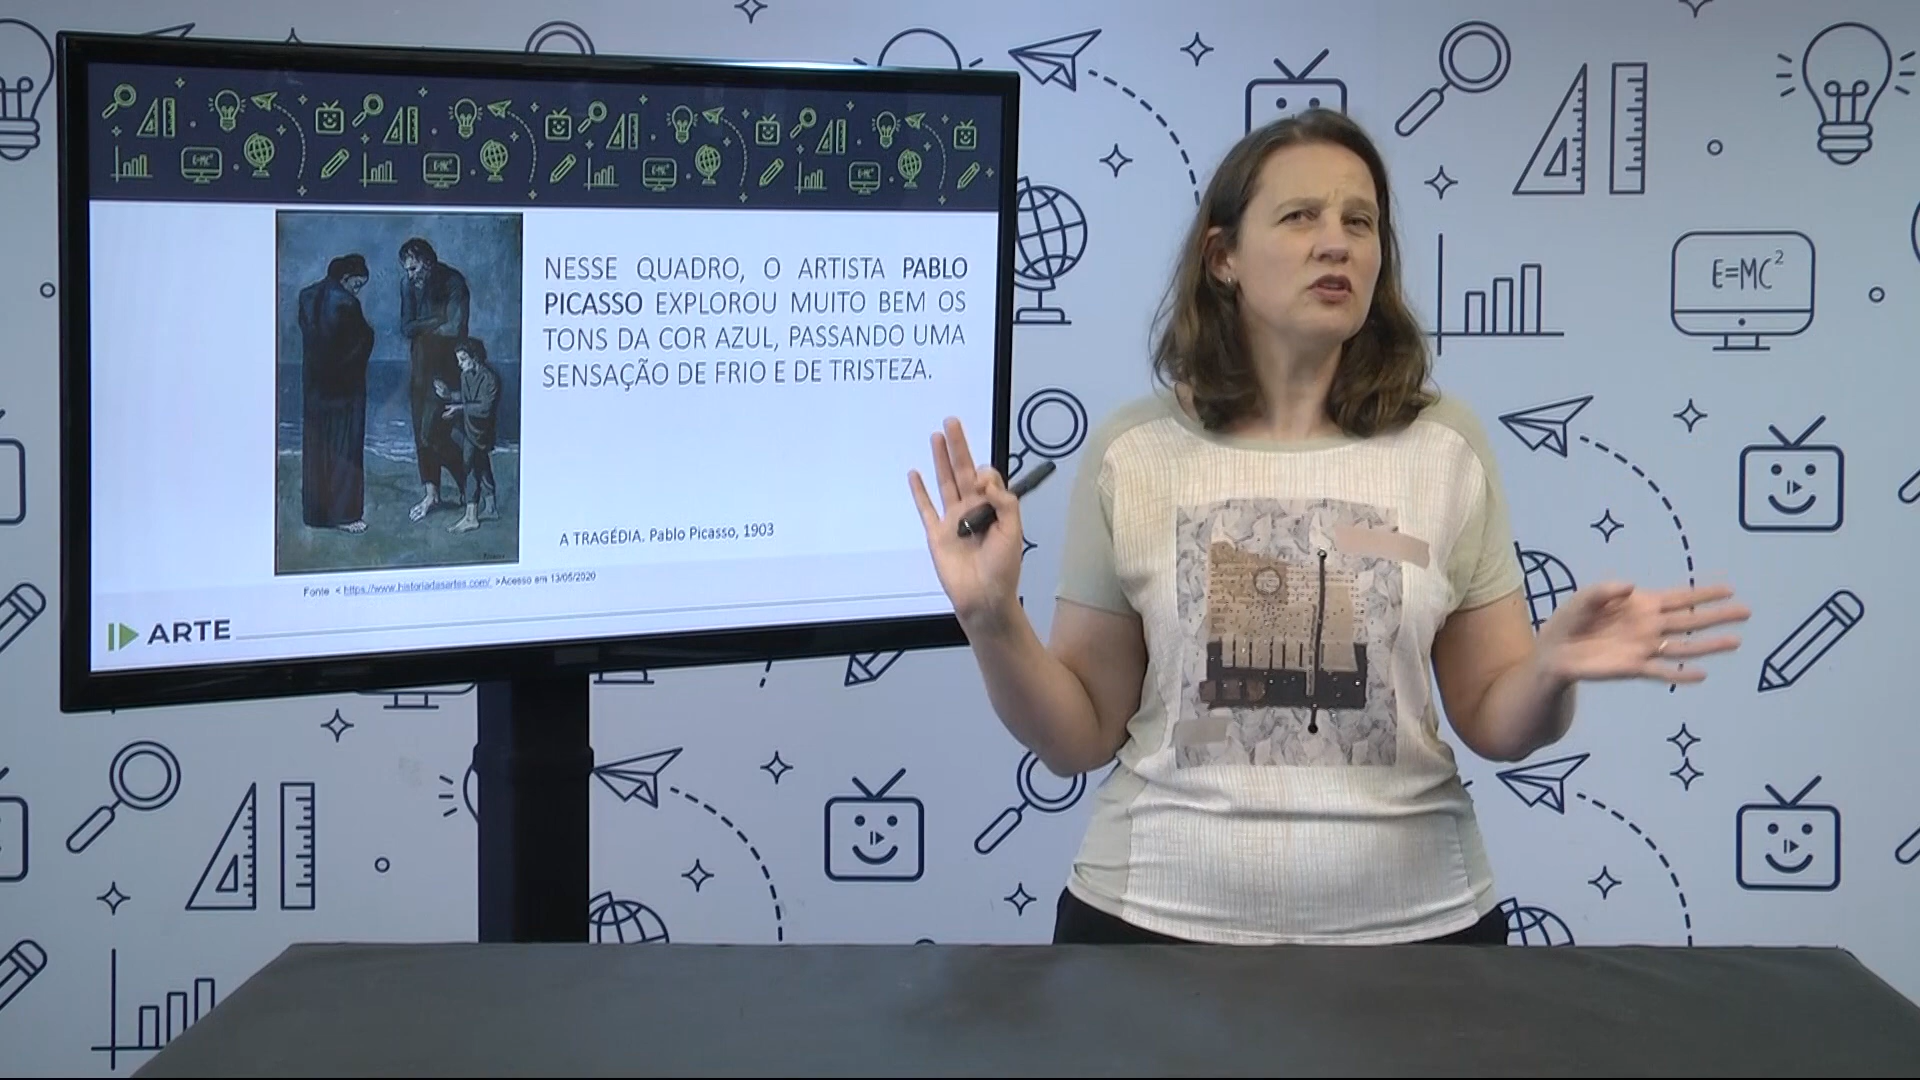 NESSE QUADRO, O ARTISTA PABLO
PICASSO EXPLOROU MUITO BEM OS
TONS DA COR AZUL, PASSANDO UMA
SENSAÇÃO DE FRIO E DE TRISTEZA.
A TRAGÉDIA. Pablo Picasso, 1903
Fonte < https://www.historiadasartes.com/ >Acesso em 13/05/2020
ARTE
E=MC²